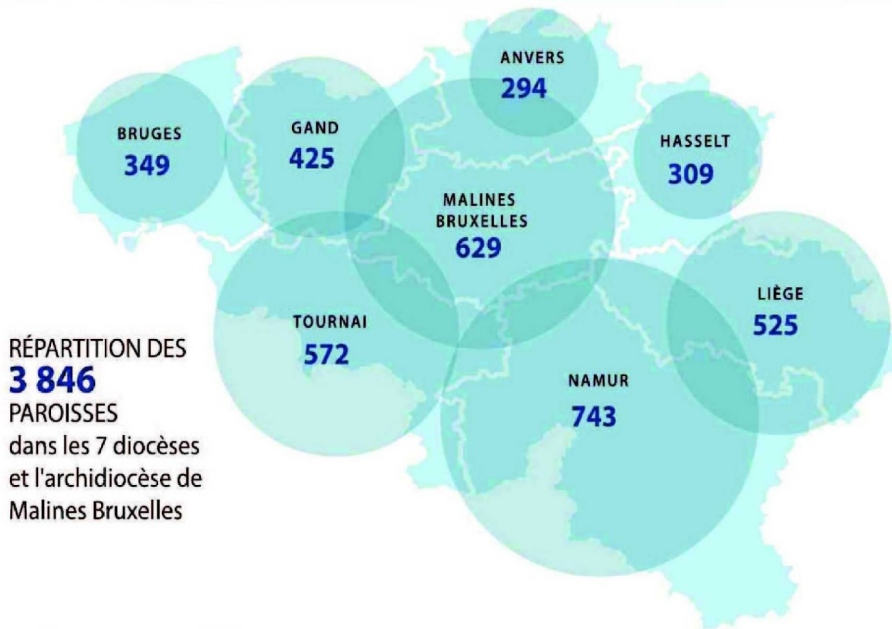 ANVERS
294
BRUGES
349
GAND
425
HASSELT
309
MALINES
BRUXELLES
629
LIÈGE
525
TOURNAI
572
NAMUR
743
RÉPARTITION DES
3 846
PAROISSES
dans les 7 diocèses
et l'archidiocèse de
Malines Bruxelles